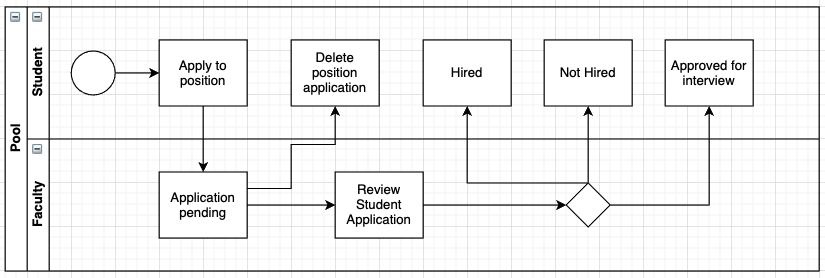 Pool
Student
Faculty
Apply to
position
Delete
position
application
Hired
Not Hired
Approved for
interview
Application
pending
Review
Student
Application